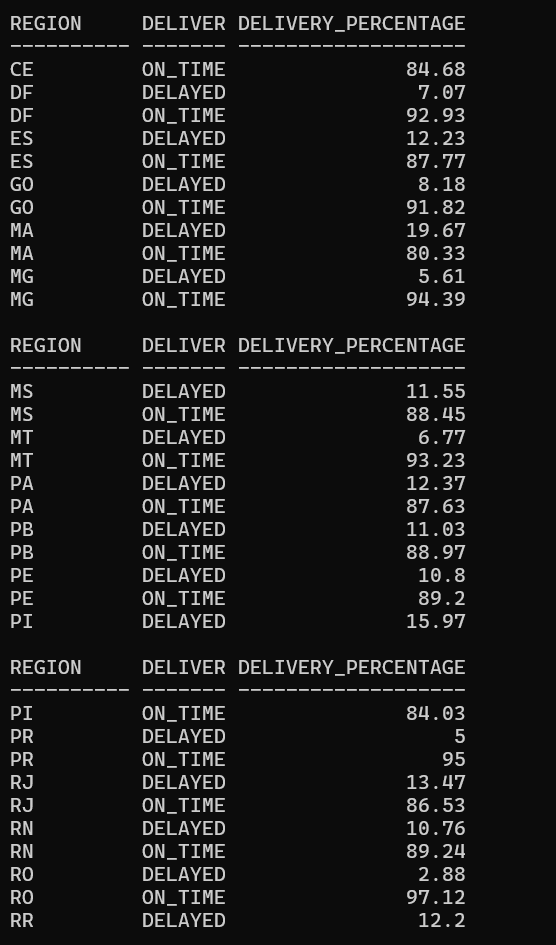 REGION     DELIVER DELIVERY_PERCENTAGE
---------- ------- -------------------
CE         ON_TIME               84.68
DF         DELAYED                7.07
DF         ON_TIME               92.93
ES         DELAYED               12.23
ES         ON_TIME               87.77
GO         DELAYED                8.18
GO         ON_TIME               91.82
MA         DELAYED               19.67
MA         ON_TIME               80.33
MG         DELAYED                5.61
MG         ON_TIME               94.39

REGION     DELIVER DELIVERY_PERCENTAGE
---------- ------- -------------------
MS         DELAYED               11.55
MS         ON_TIME               88.45
MT         DELAYED                6.77
MT         ON_TIME               93.23
PA         DELAYED               12.37
PA         ON_TIME               87.63
PB         DELAYED               11.03
PB         ON_TIME               88.97
PE         DELAYED                10.8
PE         ON_TIME                89.2
PI         DELAYED               15.97

REGION     DELIVER DELIVERY_PERCENTAGE
---------- ------- -------------------
PI         ON_TIME               84.03
PR         DELAYED                   5
PR         ON_TIME                  95
RJ         DELAYED               13.47
RJ         ON_TIME               86.53
RN         DELAYED               10.76
RN         ON_TIME               89.24
RO         DELAYED                2.88
RO         ON_TIME               97.12
RR         DELAYED                12.2